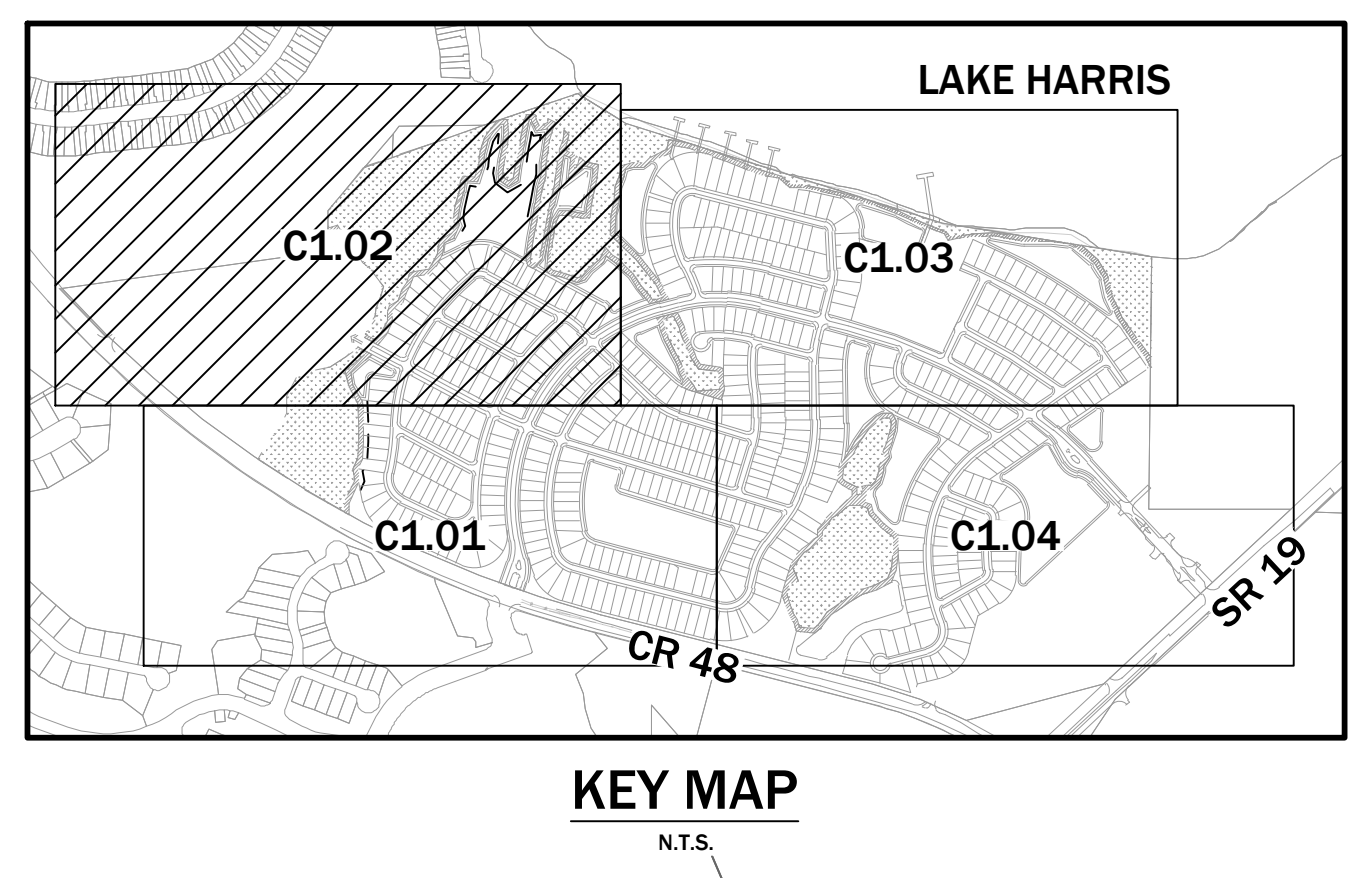 LAKE HARRIS
C1.02
C1.03
C1.01
C1.04
SR 19
CR 48
KEY MAP
N.T.S.